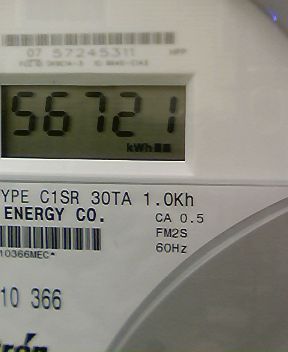 07 57245311
56721
kWh
YPE C1SR 30TA 1.0Kh
ENERGY CO.
CA 0.5
FM2S
60Hz
10366MEC*
10 366